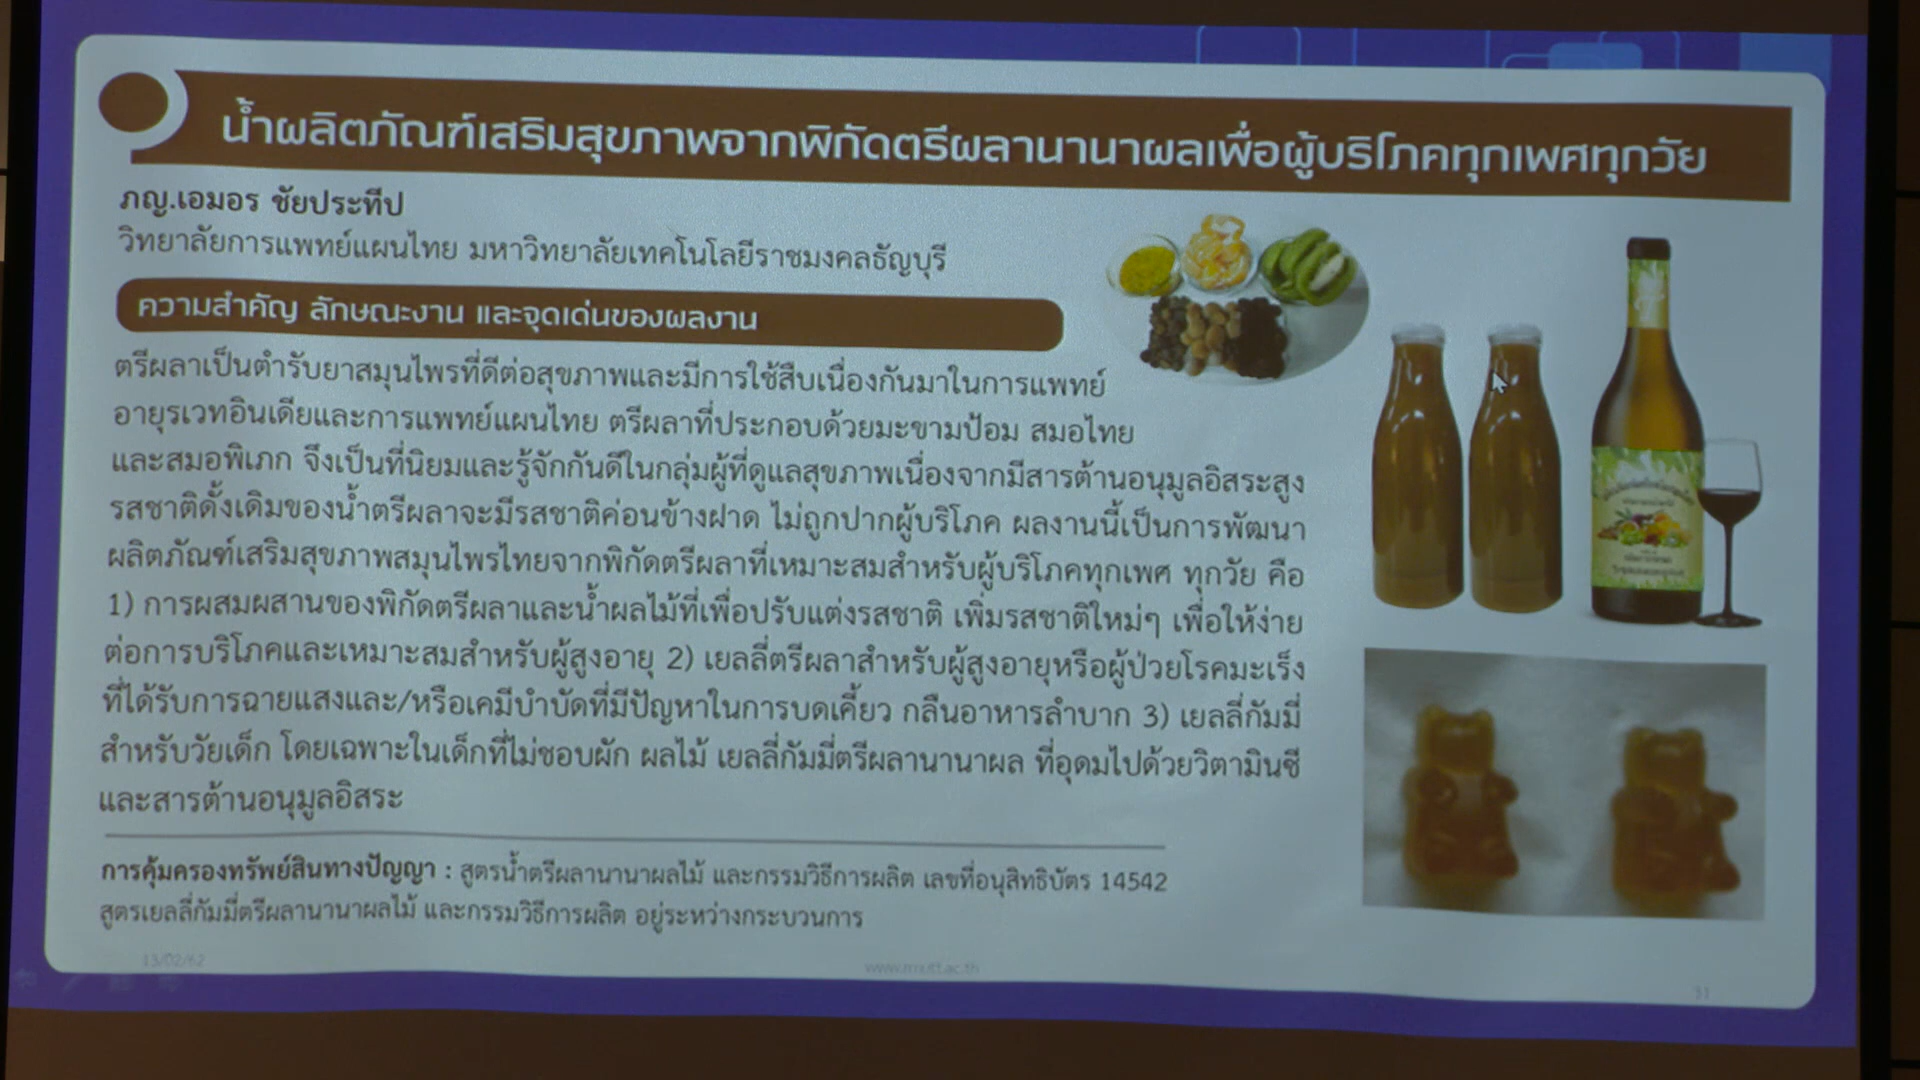 น้ำผลิตภัณฑ์เสริมสุขภาพจากพิกัดตรีผลานานาผลเพื่อผู้บริโภคทุกเพศทุกวัย
ภญ.เอมอร ชัยประทีป
วิทยาลัยการแพทย์แผนไทย มหาวิทยาลัยเทคโนโลยีราชมงคลธัญบุรี
ความสำคัญ ลักษณะงาน และจุดเด่นของผลงาน
ตรีผลาเป็นตำรับยาสมุนไพรที่ดีต่อสุขภาพและมีการใช้สืบเนื่องกันมาในการแพทย์
อายุรเวทอินเดียและการแพทย์แผนไทย ตรีผลาที่ประกอบด้วยมะขามป้อม สมอไทย
และสมอพิเภก จึงเป็นที่นิยมและรู้จักกันดีในกลุ่มผู้ที่ดูแลสุขภาพเนื่องจากมีสารต้านอนุมูลอิสระสูง
รสชาติดั้งเดิมของน้ำตรีผลาจะมีรสชาติค่อนข้างฝาด ไม่ถูกปากผู้บริโภค ผลงานนี้เป็นการพัฒนา
ผลิตภัณฑ์เสริมสุขภาพสมุนไพรไทยจากพิกัดตรีผลาที่เหมาะสมสำหรับผู้บริโภคทุกเพศ ทุกวัย คือ
1) การผสมผสานของพิกัดตรีผลาและน้ำผลไม้ที่เพื่อปรับแต่งรสชาติ เพิ่มรสชาติใหม่ๆ เพื่อให้ง่าย
ต่อการบริโภคและเหมาะสมสำหรับผู้สูงอายุ 2) เยลลี่ตรีผลาสำหรับผู้สูงอายุหรือผู้ป่วยโรคมะเร็ง
ที่ได้รับการฉายแสงและ/หรือเคมีบำบัดที่มีปัญหาในการบดเคี้ยว กลืนอาหารลำบาก 3) เยลลี่กัมมี่
สำหรับวัยเด็ก โดยเฉพาะในเด็กที่ไม่ชอบผัก ผลไม้ เยลลี่กัมมี่ตรีผลานานาผล ที่อุดมไปด้วยวิตามินซี
และสารต้านอนุมูลอิสระ
การคุ้มครองทรัพย์สินทางปัญญา : สูตรน้ำตรีผลานานาผลไม้ และกรรมวิธีการผลิต เลขที่อนุสิทธิบัตร 14542
สูตรเยลลี่กัมมี่ตรีผลานานาผลไม้ และกรรมวิธีการผลิต อยู่ระหว่างกระบวนการ
13/02/62
www.rmutt.ac.th
51